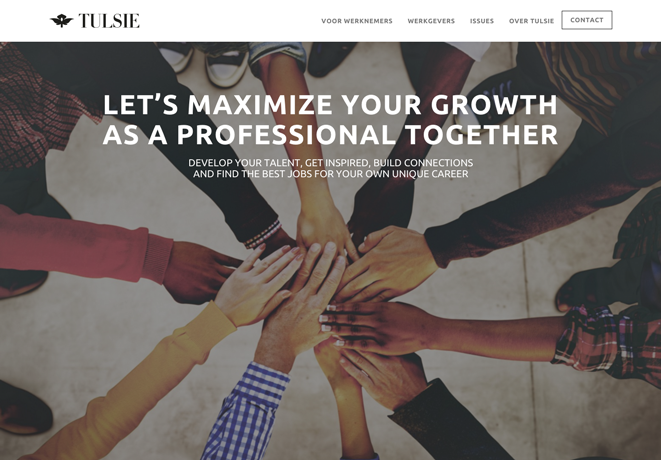 TULSIE
VOOR WERKNEMERS WERKGEVERS ISSUES OVER TULSIE CONTACT
LET'S MAXIMIZE YOUR GROWTH
AS A PROFESSIONAL TOGETHER
DEVELOP YOUR TALENT, GET INSPIRED, BUILD CONNECTIONS
AND FIND THE BEST JOBS FOR YOUR OWN UNIQUE CAREER